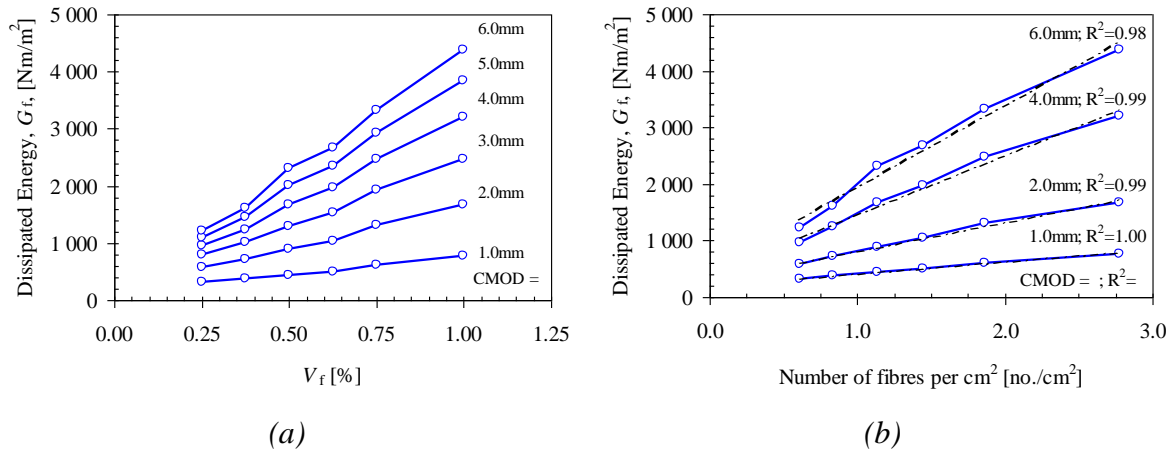 Dissipated Energy, Gf, [Nm/m²]
5 000
4 000
3 000
2 000
1 000
0
6.0mm
5.0mm
4.0mm
3.0mm
2.0mm
1.0mm
CMOD =
0.00 0.25 0.50 0.75 1.00 1.25
Vf [%]
(a)
Dissipated Energy, Gf, [Nm/m²]
5 000
4 000
3 000
2 000
1 000
0
6.0mm; R²=0.98
4.0mm; R²=0.99
2.0mm; R²=0.99
1.0mm; R²=1.00
CMOD = ; R²=
0.0 1.0 2.0 3.0
Number of fibres per cm² [no./cm²]
(b)